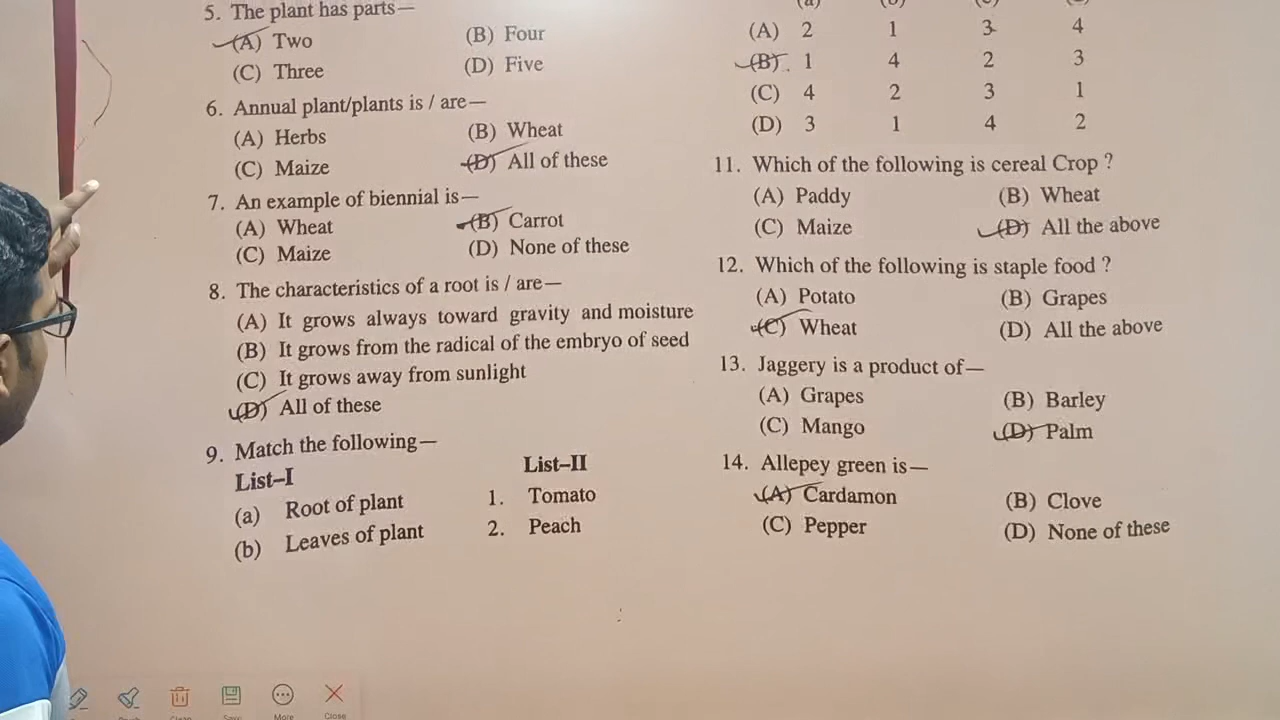 5. The plant has parts—
(A) Two (B) Four
(C) Three (D) Five
6. Annual plant/plants is / are—
(A) Herbs (B) Wheat
(C) Maize (D) All of these
7. An example of biennial is—
(A) Wheat (B) Carrot
(C) Maize (D) None of these
8. The characteristics of a root is / are—
(A) It grows always toward gravity and moisture
(B) It grows from the radical of the embryo of seed
(C) It grows away from sunlight
(D) All of these
9. Match the following—
List–I List–II
(a) Root of plant 1. Tomato
(b) Leaves of plant 2. Peach
(A) 2 1 3 4
(B) 1 4 2 3
(C) 4 2 3 1
(D) 3 1 4 2
11. Which of the following is cereal Crop ?
(A) Paddy (B) Wheat
(C) Maize (D) All the above
12. Which of the following is staple food ?
(A) Potato (B) Grapes
(C) Wheat (D) All the above
13. Jaggery is a product of—
(A) Grapes (B) Barley
(C) Mango (D) Palm
14. Allepey green is—
(A) Cardamon (B) Clove
(C) Pepper (D) None of these
More Close